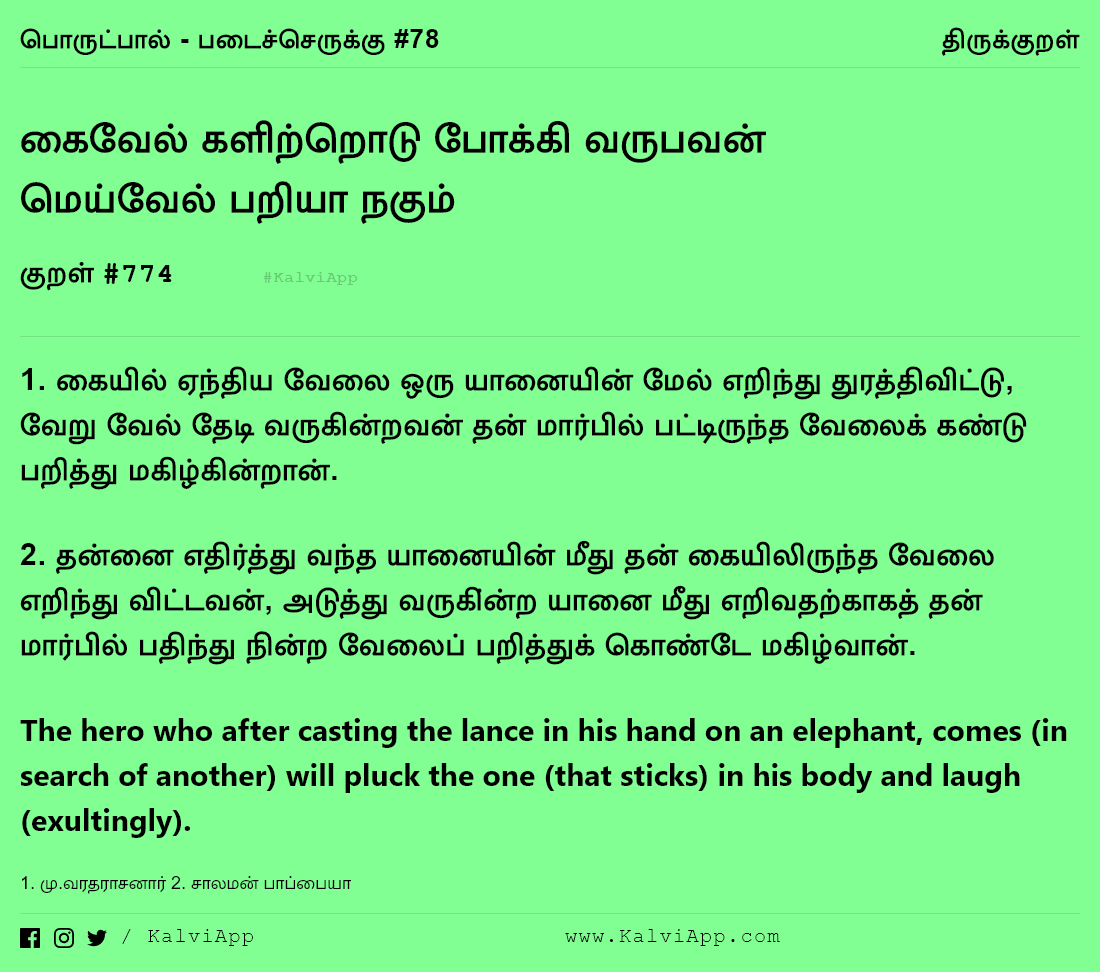 பொருட்பால் - படைச்செருக்கு #78 திருக்குறள்
கைவேல் களிற்றொடு போக்கி வருபவன்
மெய்வேல் பறியா நகும்
குறள் #774 #KalviApp
1. கையில் ஏந்திய வேலை ஒரு யானையின் மேல் எறிந்து துரத்திவிட்டு,
வேறு வேல் தேடி வருகின்றவன் தன் மார்பில் பட்டிருந்த வேலைக் கண்டு
பறித்து மகிழ்கின்றான்.
2. தன்னை எதிர்த்து வந்த யானையின் மீது தன் கையிலிருந்த வேலை
எறிந்து விட்டவன், அடுத்து வருகி்ன்ற யானை மீது எறிவதற்காகத் தன்
மார்பில் பதிந்து நின்ற வேலைப் பறித்துக் கொண்டே மகிழ்வான்.
The hero who after casting the lance in his hand on an elephant, comes (in
search of another) will pluck the one (that sticks) in his body and laugh
(exultingly).
1. மு.வரதராசனார் 2. சாலமன் பாப்பையா
/ KalviApp www.KalviApp.com